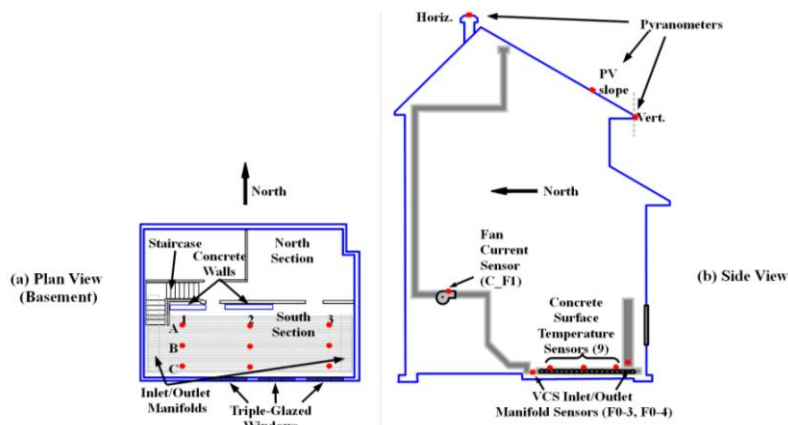 Horiz.
Pyranometers
PV
slope
Vert.
North
North
Fan
Current
Sensor
(C_F1)
(a) Plan View
(Basement)
Staircase
Concrete
Walls
North
Section
(b) Side View
Concrete
Surface
Temperature
Sensors (9)
1
2
3
South
Section
A
B
C
Inlet/Outlet
Manifolds
Triple-Glazed
VCS Inlet/Outlet
Manifold Sensors (F0-3, F0-4)